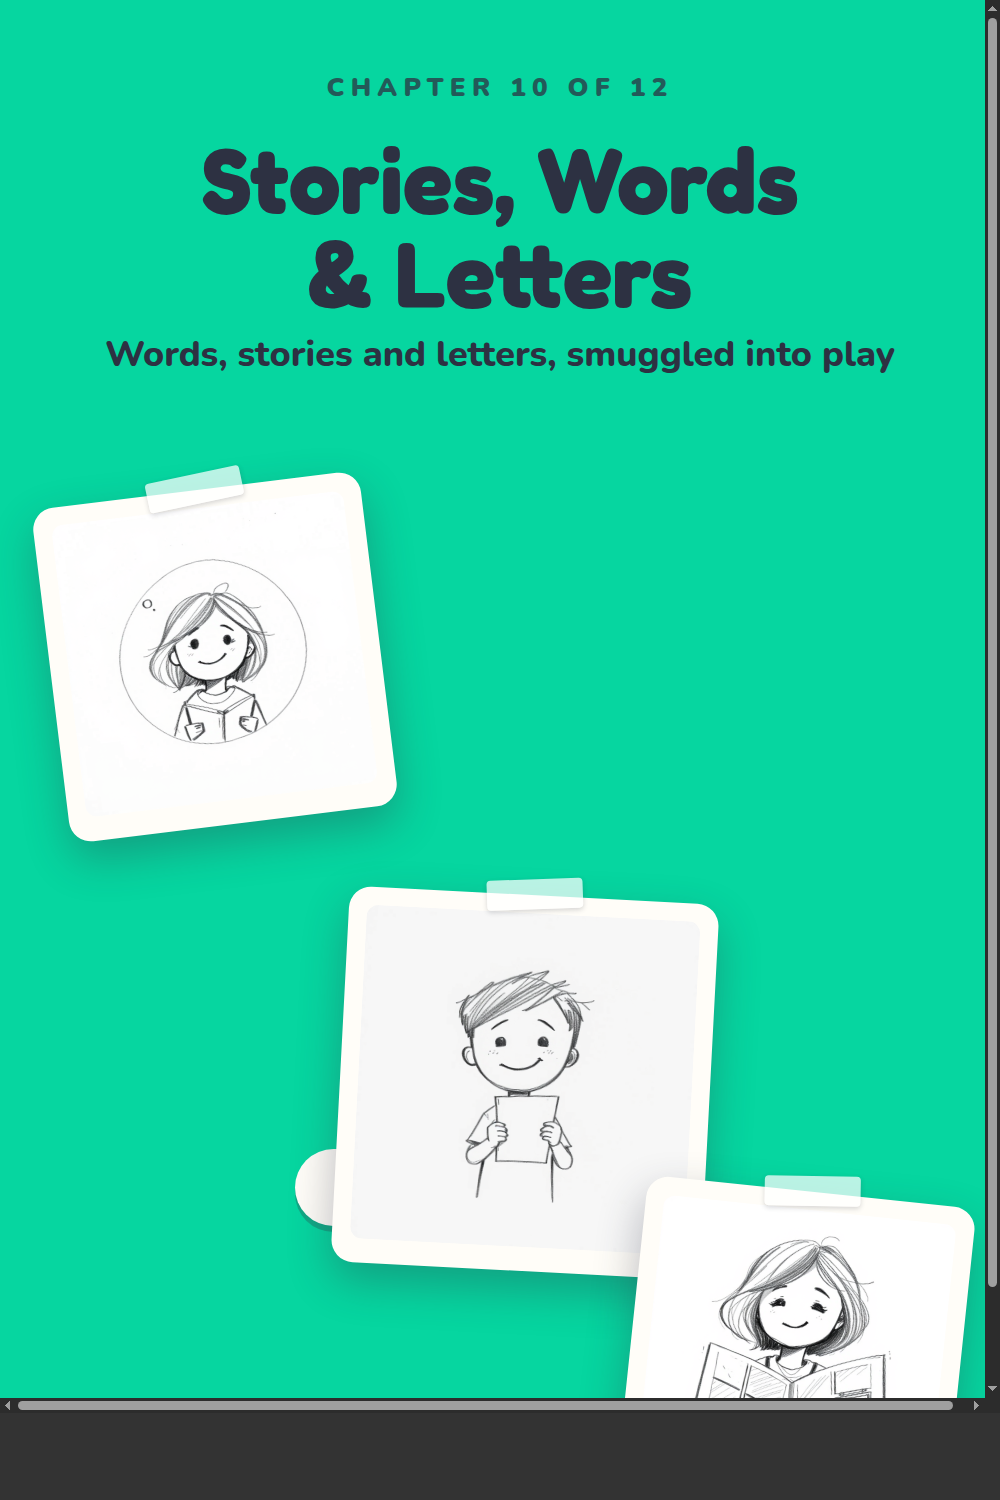 CHAPTER 10 OF 12
Stories, Words
& Letters
Words, stories and letters, smuggled into play